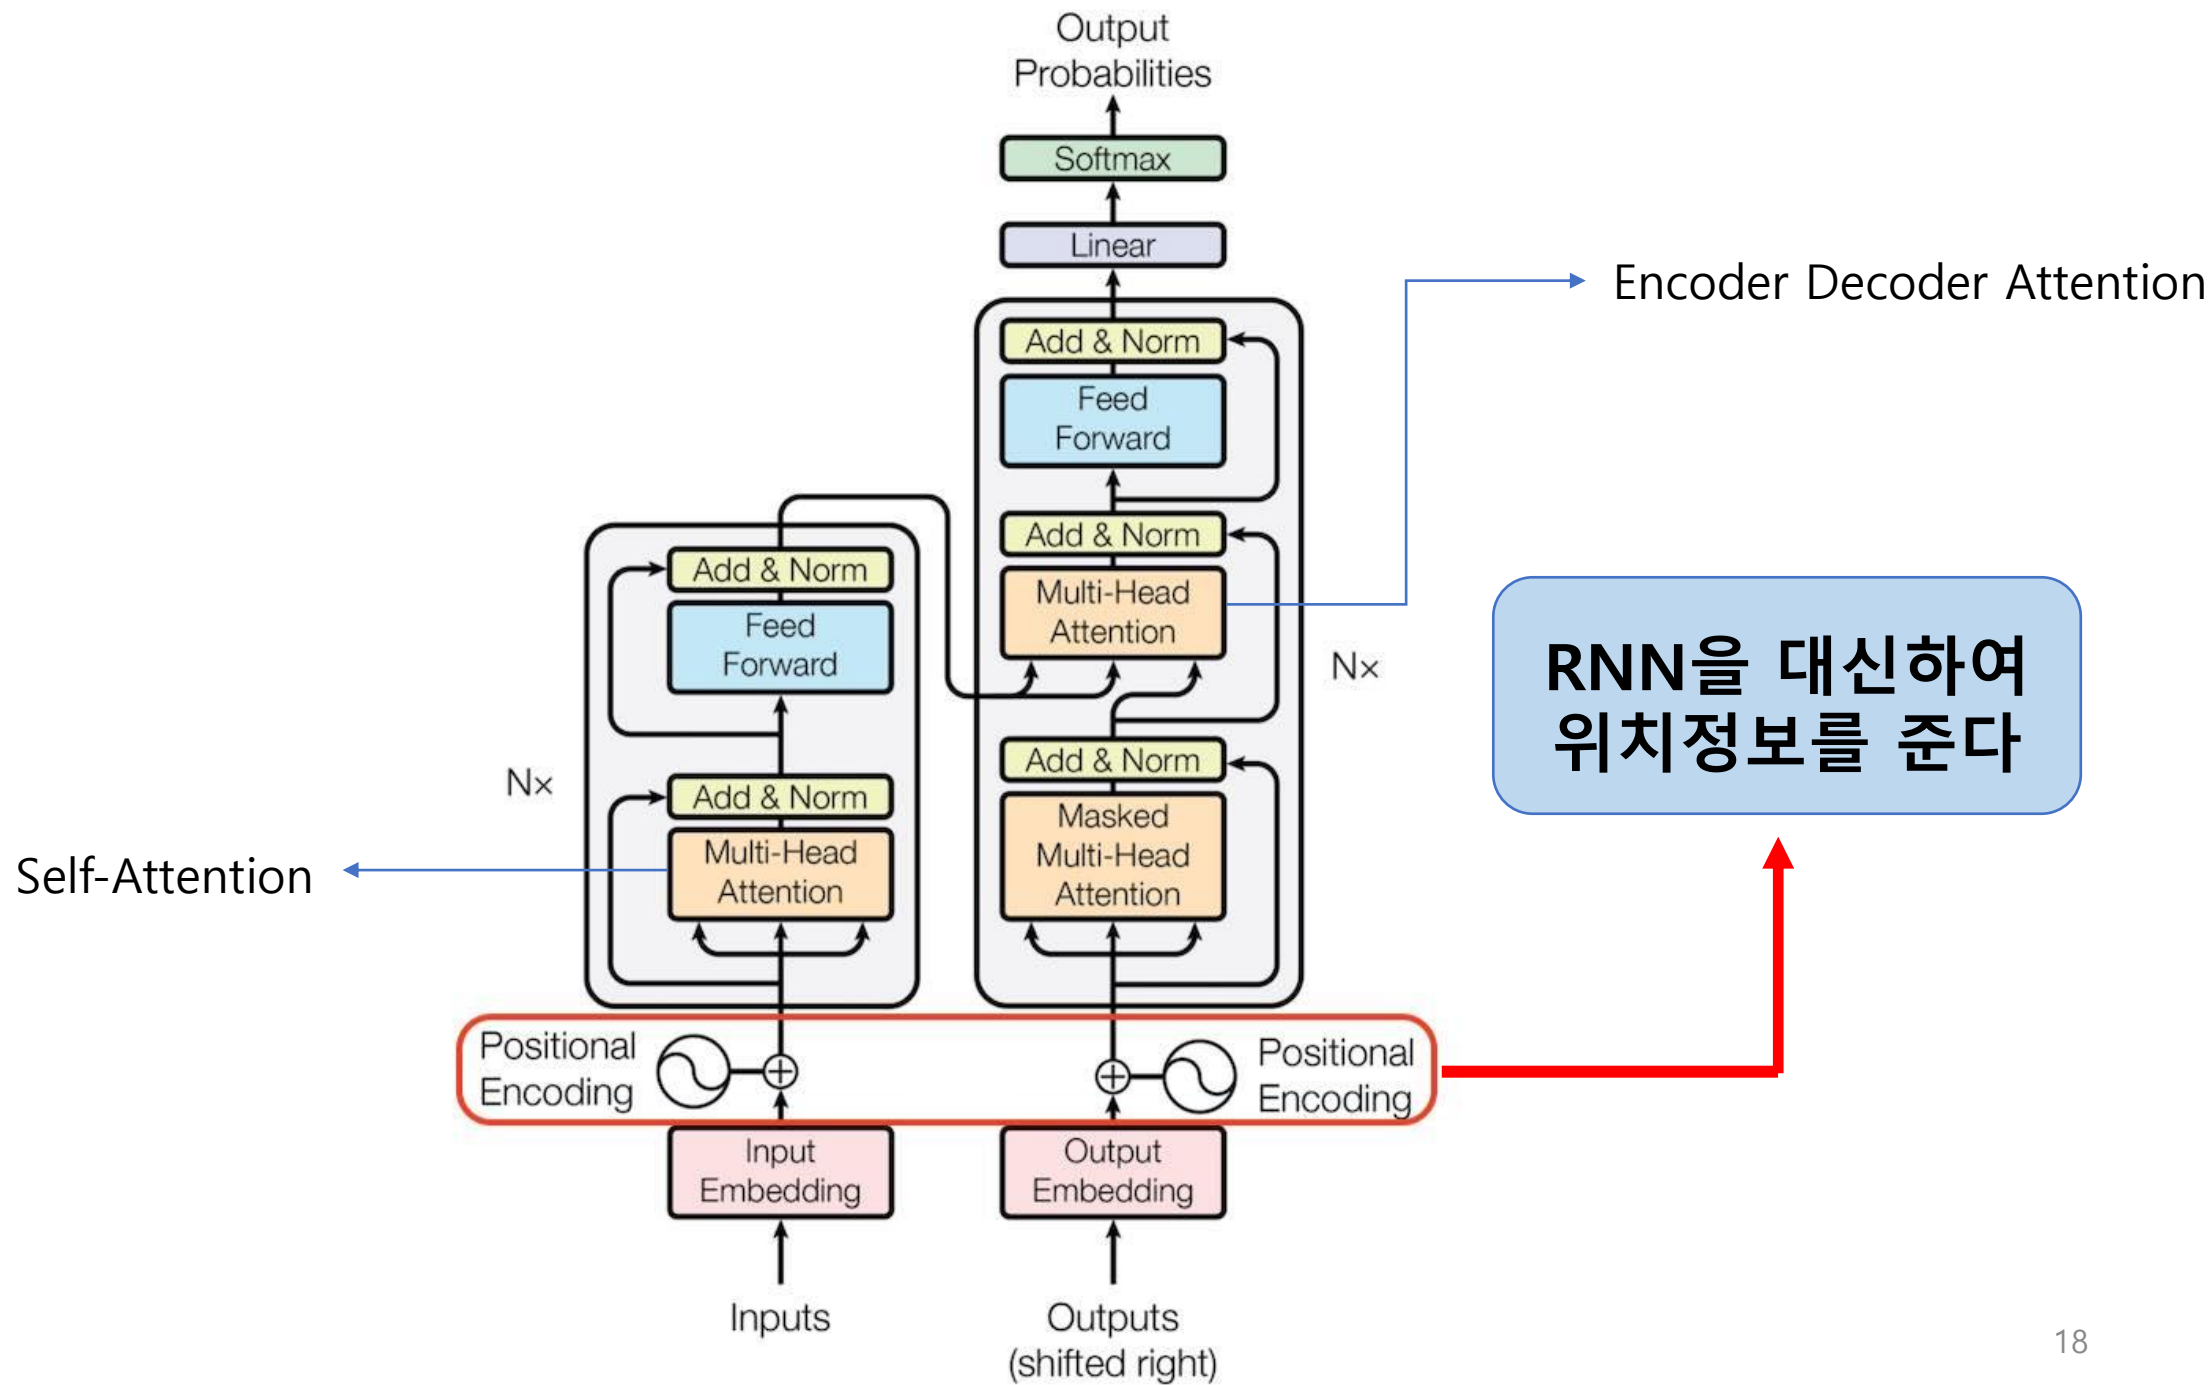 Output
Probabilities
Softmax
Linear
Encoder Decoder Attention
Add & Norm
Feed
Forward
Add & Norm
Multi-Head
Attention
Nx
Add & Norm
Masked
Multi-Head
Attention
Add & Norm
Feed
Forward
Nx
Add & Norm
Multi-Head
Attention
Self-Attention
RNN을 대신하여
위치정보를 준다
Positional
Encoding
Positional
Encoding
Input
Embedding
Output
Embedding
Inputs
Outputs
(shifted right)
18